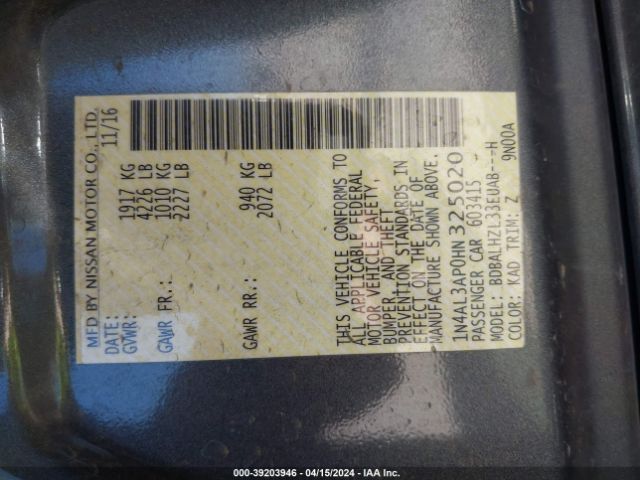 MFD BY NISSAN MOTOR CO., LTD.
DATE: 11/16
GVWR: 1917 KG
4226 LB
GAWR FR.: 1010 KG
2227 LB
GAWR RR.: 940 KG
2072 LB
THIS VEHICLE CONFORMS TO
ALL APPLICABLE FEDERAL
MOTOR VEHICLE SAFETY,
BUMPER, AND THEFT
PREVENTION STANDARDS IN
EFFECT ON THE DATE OF
MANUFACTURE SHOWN ABOVE.
1N4AL3AP0HN325020
PASSENGER CAR 603415
MODEL: BDBALHZL33EUAB---H
COLOR: KAD TRIM: Z 9N00A
000-39203946 - 04/15/2024 - IAA Inc.